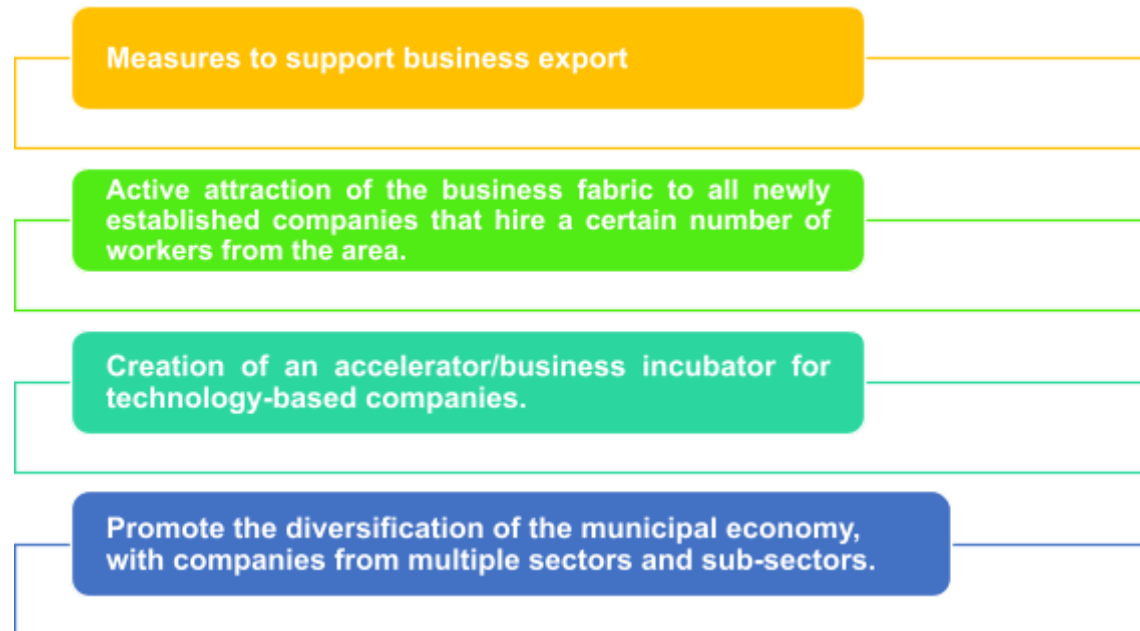 Measures to support business export
Active attraction of the business fabric to all newly
established companies that hire a certain number of
workers from the area.
Creation of an accelerator/business incubator for
technology-based companies.
Promote the diversification of the municipal economy,
with companies from multiple sectors and sub-sectors.